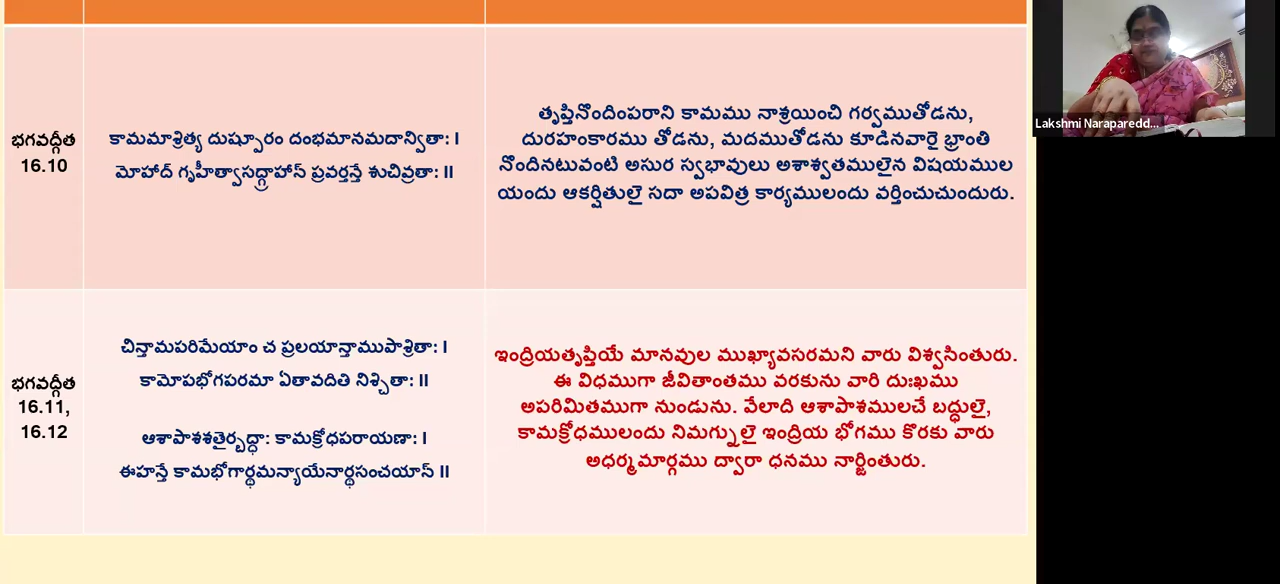 భగవద్గీత
16.10
కామమాశ్రిత్య దుష్పూరం దంభమానమదాన్వితా: I
మోహాద్ గృహీత్వాసద్గ్రాహాస్ ప్రవర్తన్తే శుచివ్రతా: II
తృప్తినొందింపరాని కామము నాశ్రయించి గర్వముతోడను,
దురహంకారము తోడను, మదముతోడను కూడినవారై భ్రాంతి
నొందినటువంటి అసుర స్వభావులు అశాశ్వతములైన విషయముల
యందు ఆకర్షితులై సదా అపవిత్ర కార్యములందు వర్తించుచుందురు.
భగవద్గీత
16.11,
16.12
చిన్తామపరిమేయాం చ ప్రలయాన్తాముపాశ్రితా: I
కామోపభోగపరమా ఏతావదితి నిశ్చితా: II
ఆశాపాశశతైర్బద్ధా: కామక్రోధపరాయణా: I
ఈహన్తే కామభోగార్థమన్యాయేనార్థసంచయాన్ II
ఇంద్రియతృప్తియే మానవుల ముఖ్యావసరమని వారు విశ్వసింతురు.
ఈ విధముగా జీవితాంతము వరకును వారి దుఃఖము
అపరిమితముగా నుండును. వేలాది ఆశాపాశములచే బద్ధులై,
కామక్రోధములందు నిమగ్నులై ఇంద్రియ భోగము కొరకు వారు
అధర్మమార్గము ద్వారా ధనము నార్జింతురు.
Lakshmi Naraparedd...